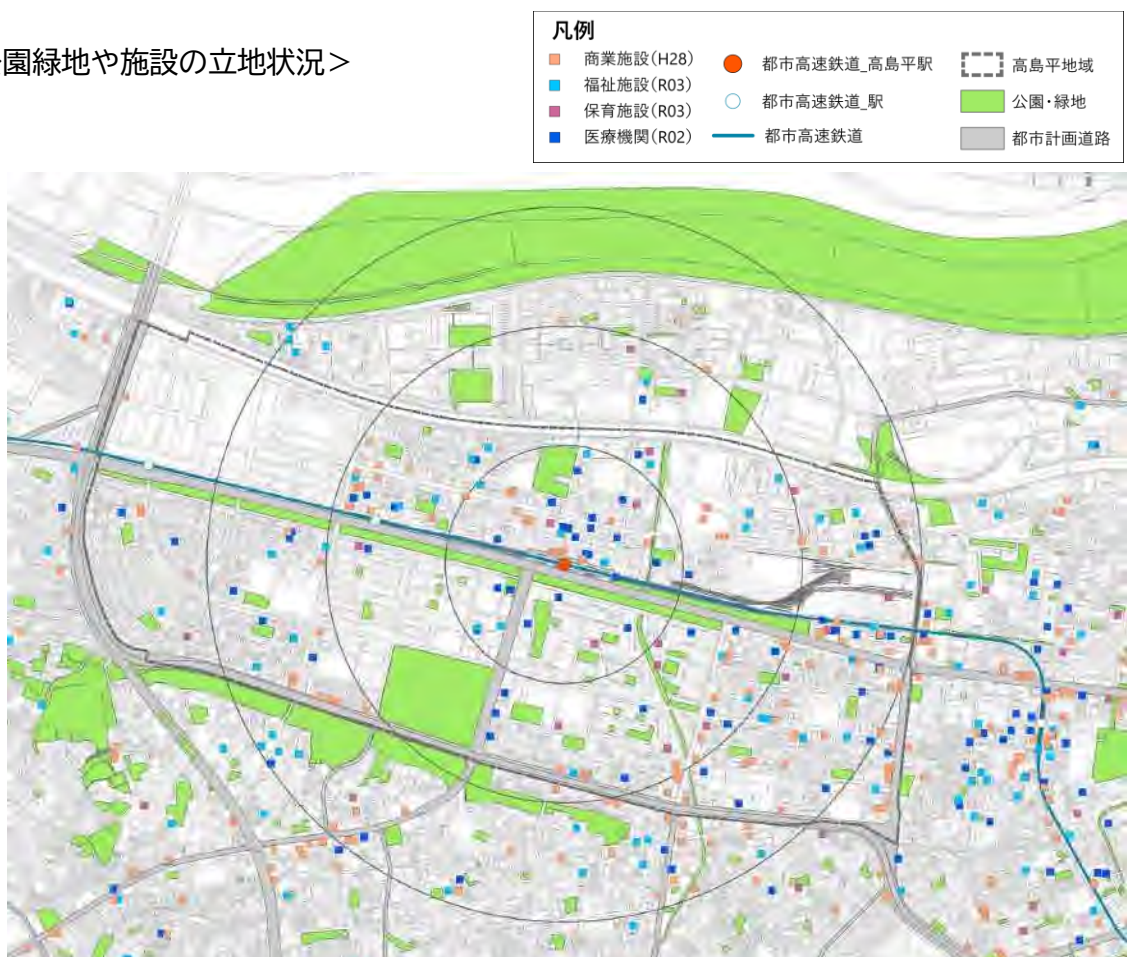 園緑地や施設の立地状況＞
凡例
商業施設(H28)
福祉施設(R03)
保育施設(R03)
医療機関(R02)
都市高速鉄道_高島平駅
都市高速鉄道_駅
都市高速鉄道
高島平地域
公園・緑地
都市計画道路